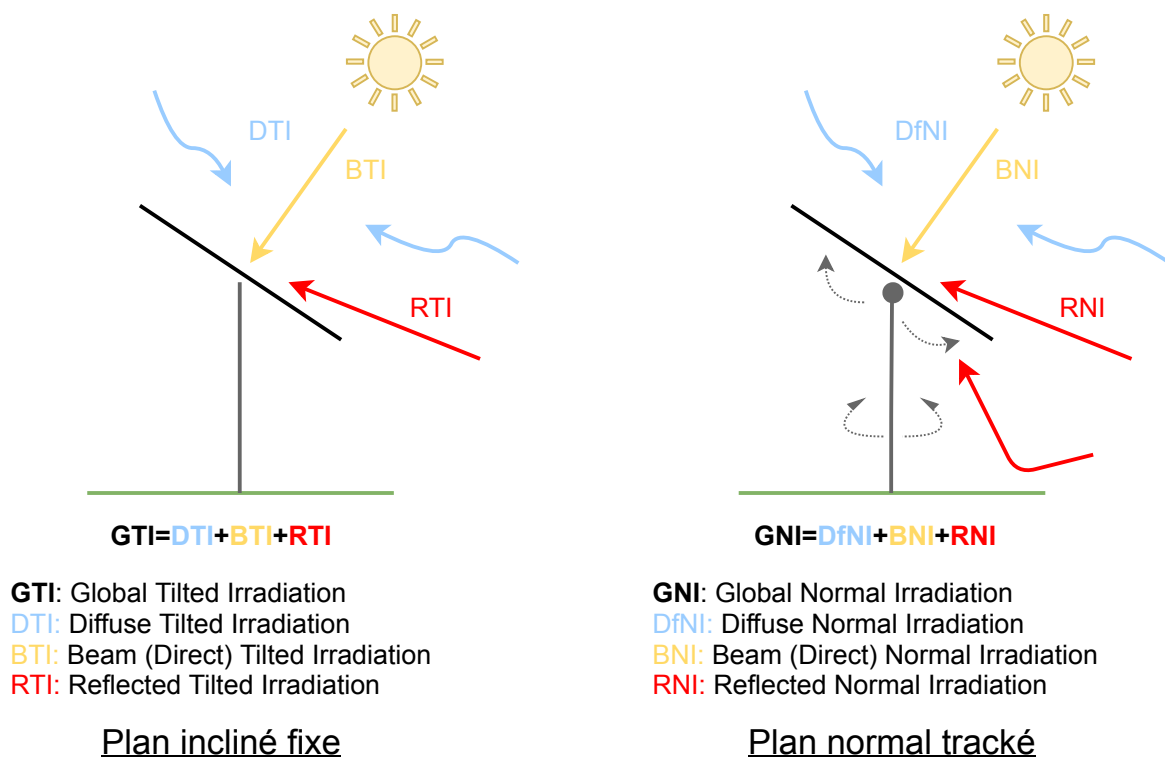 DTI
BTI
RTI
GTI=DTI+BTI+RTI
GTI: Global Tilted Irradiation
DTI: Diffuse Tilted Irradiation
BTI: Beam (Direct) Tilted Irradiation
RTI: Reflected Tilted Irradiation
Plan incliné fixe
DfNI
BNI
RNI
GNI=DfNI+BNI+RNI
GNI: Global Normal Irradiation
DfNI: Diffuse Normal Irradiation
BNI: Beam (Direct) Normal Irradiation
RNI: Reflected Normal Irradiation
Plan normal tracké